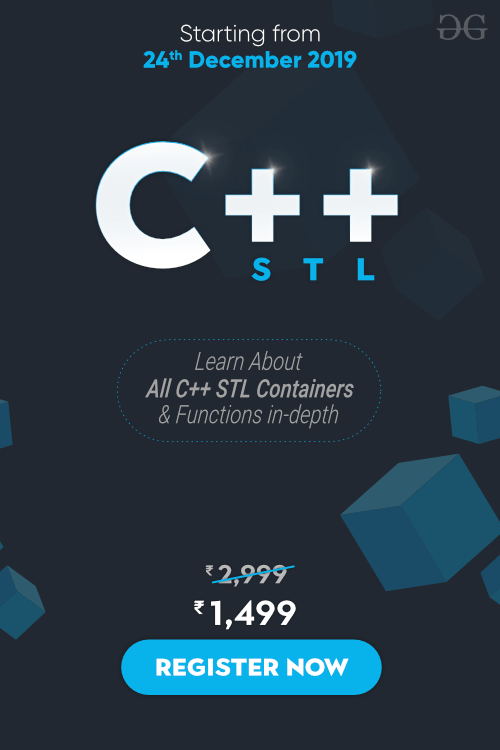 Starting from
24th December 2019
GG
C++
STL
Learn About
All C++ STL Containers
& Functions in-depth
₹2,999
₹1,499
REGISTER NOW